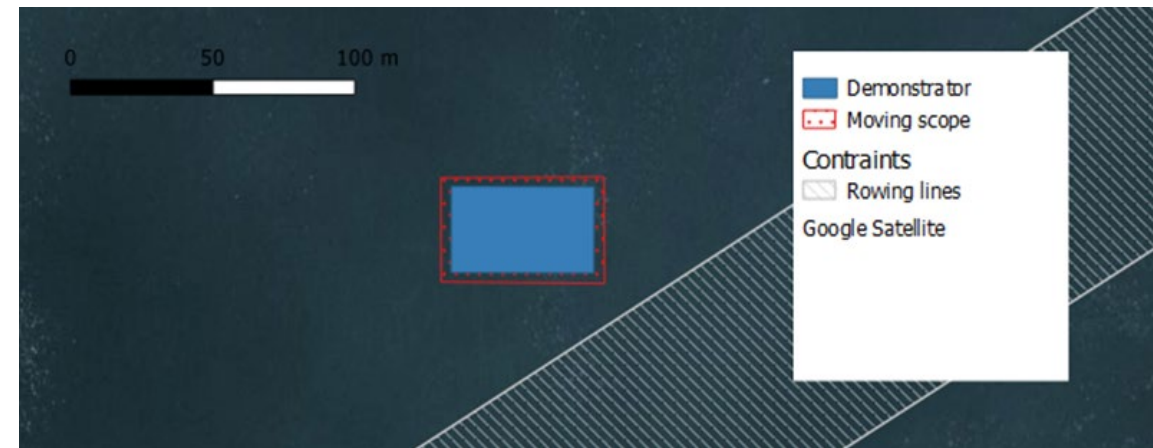 0 50 100 m
Demonstrator
Moving scope
Contraints
Rowing lines
Google Satellite